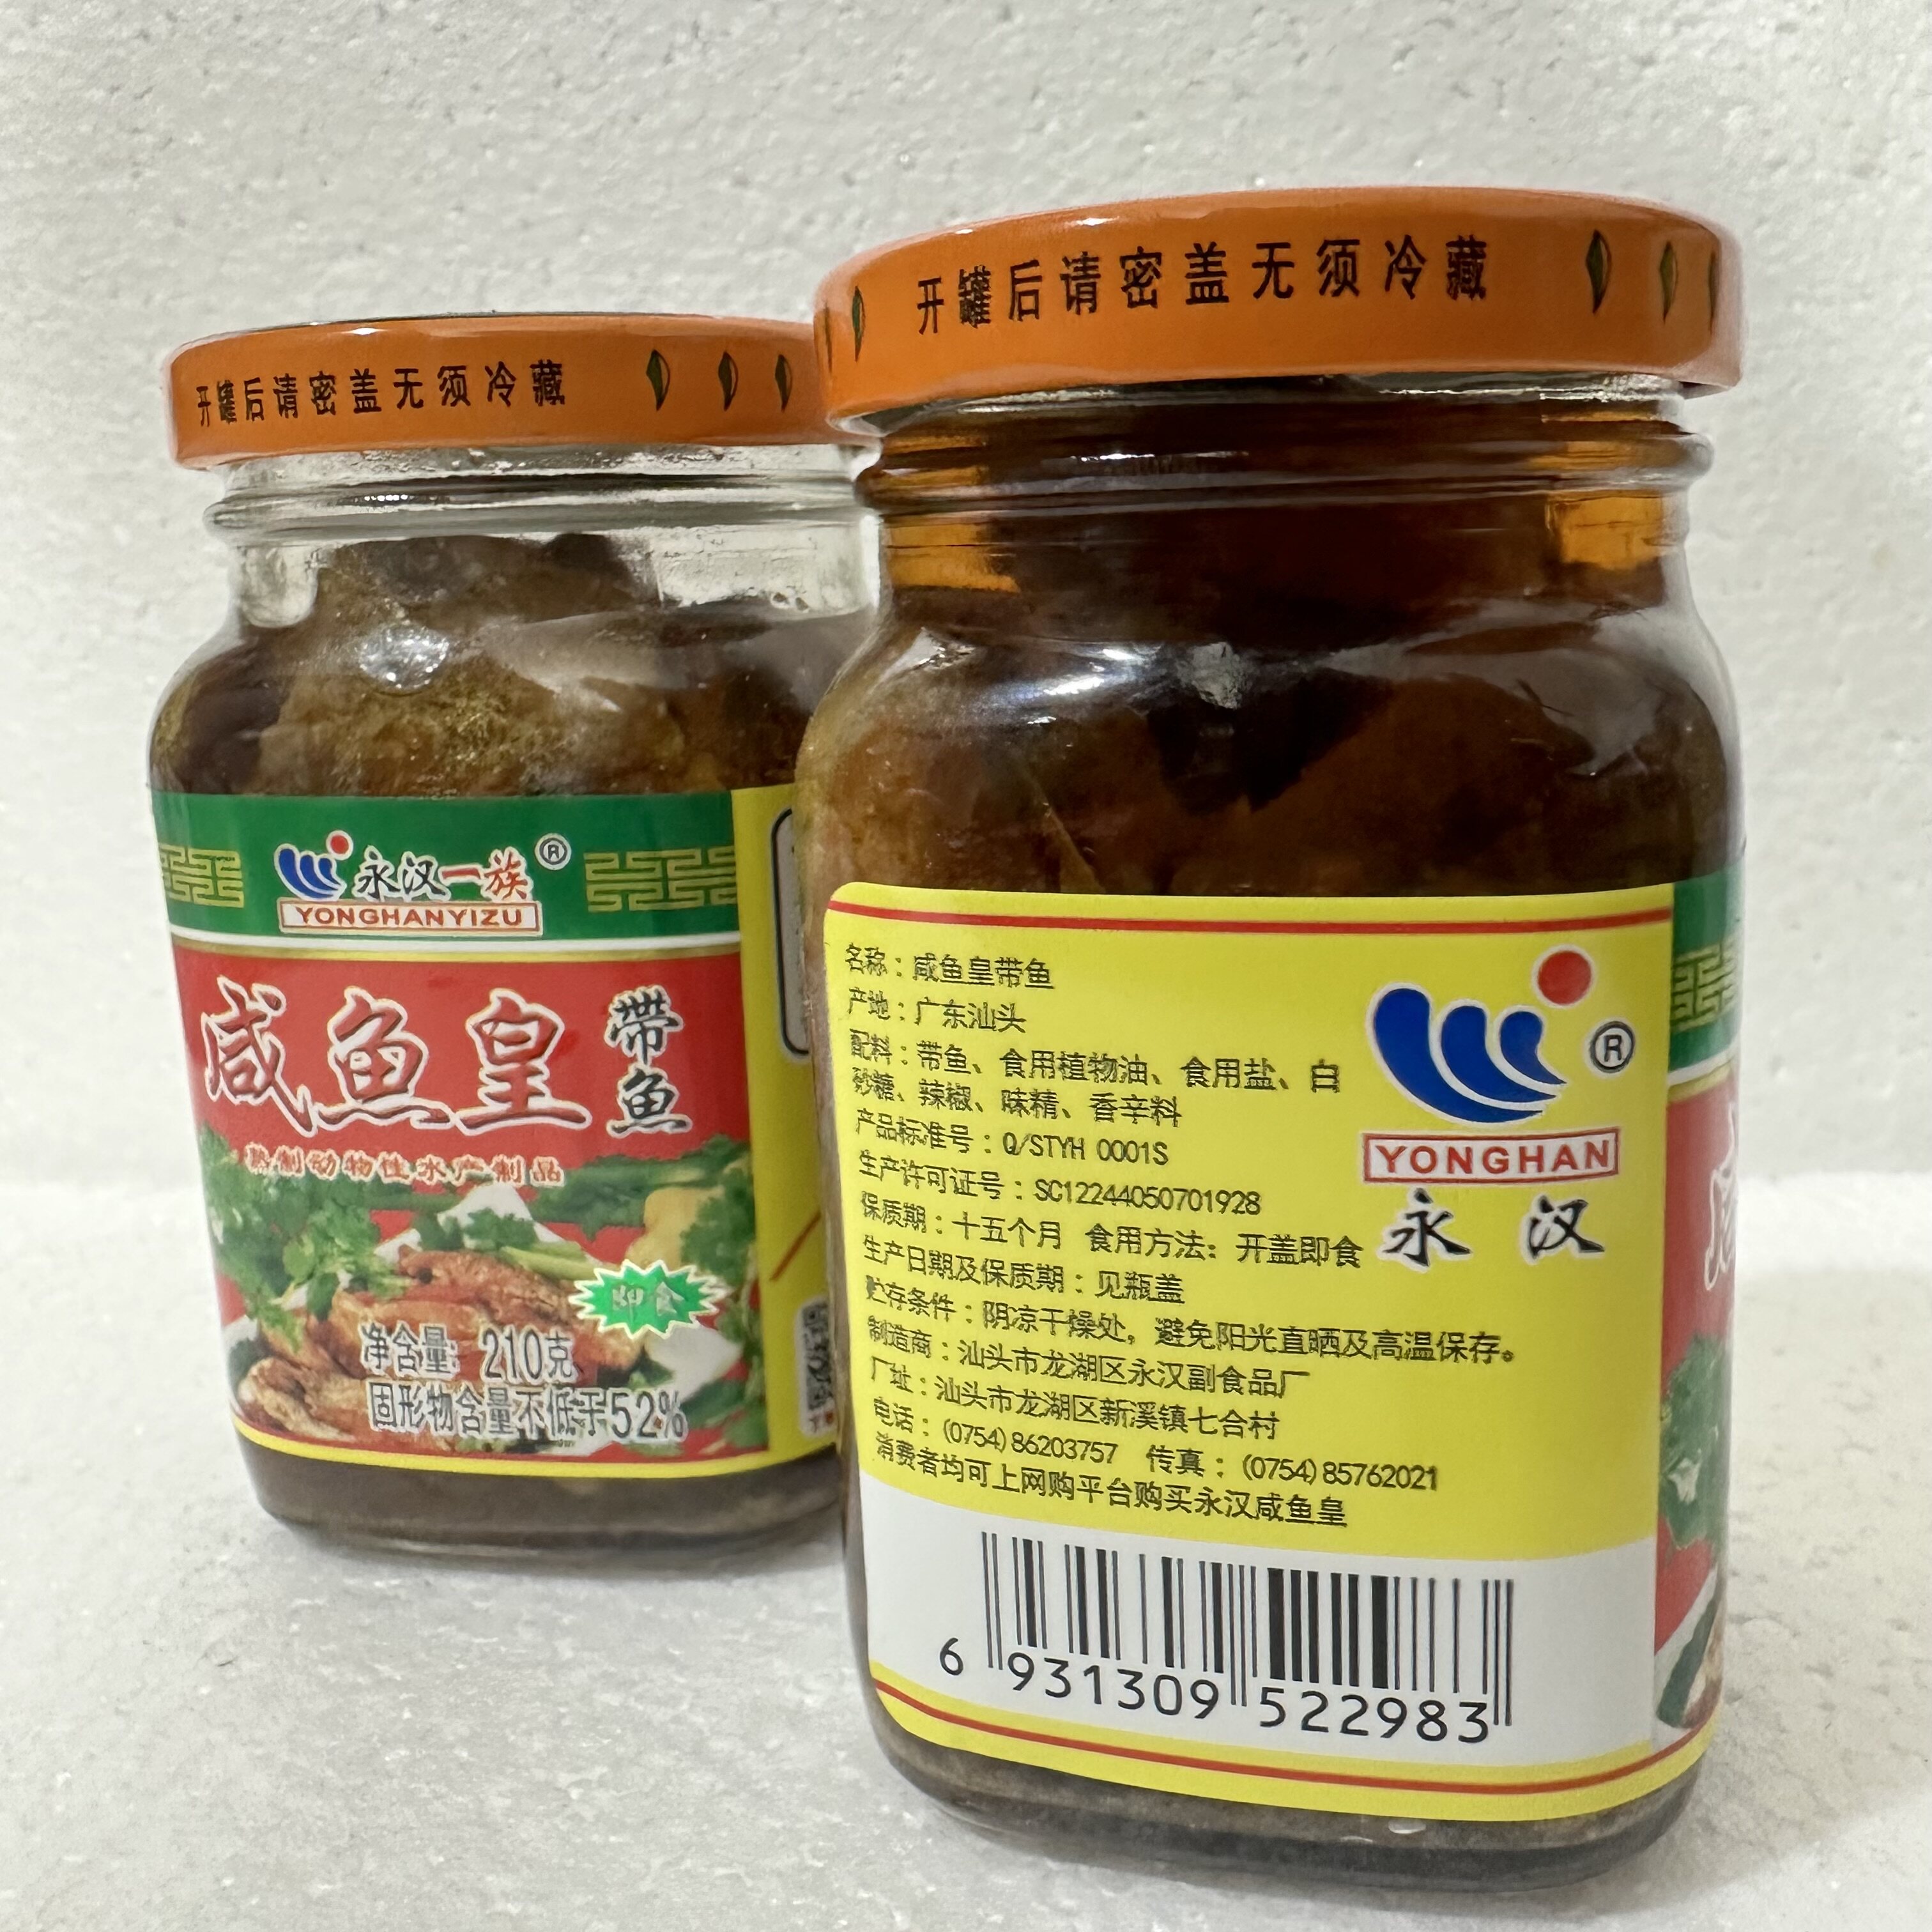 开罐后请密盖无须冷藏
永汉一族®
YONGHANYIZU
咸鱼皇
带鱼
熟制动物性水产制品
净含量: 210克
固形物含量不低于52%
开罐后请密盖无须冷藏
名称：咸鱼皇带鱼
产地：广东汕头
配料：带鱼、食用植物油、食用盐、白
砂糖、辣椒、味精、香辛料
产品标准号：Q/STYH 0001S
生产许可证号：SC12244050701928
保质期：十五个月 食用方法：开盖即食
生产日期及保质期：见瓶盖
贮存条件：阴凉干燥处，避免阳光直晒及高温保存。
制造商：汕头市龙湖区永汉副食品厂
厂址：汕头市龙湖区新溪镇七合村
电话：(0754)86203757 传真：(0754)85762021
消费者均可上网购平台购买永汉咸鱼皇
®
YONGHAN
永汉
6 931309 522983